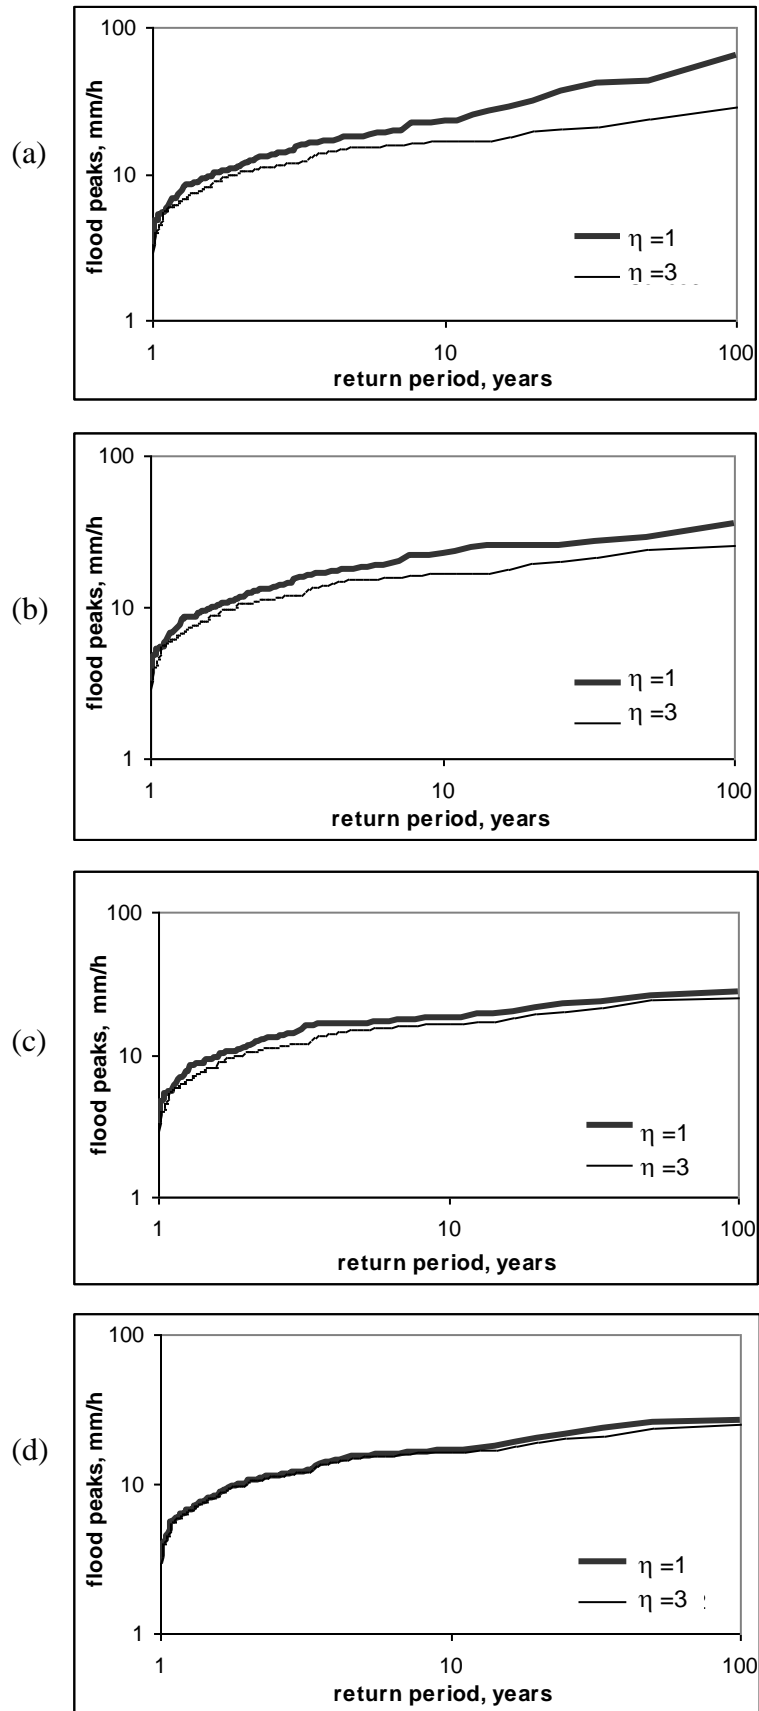 (a)
flood peaks, mm/h
100
10
1
η =1
η =3
1
10
100
return period, years
(b)
flood peaks, mm/h
100
10
1
η =1
η =3
1
10
100
return period, years
(c)
flood peaks, mm/h
100
10
1
η =1
η =3
1
10
100
return period, years
(d)
flood peaks, mm/h
100
10
1
η =1
η =3
1
10
100
return period, years